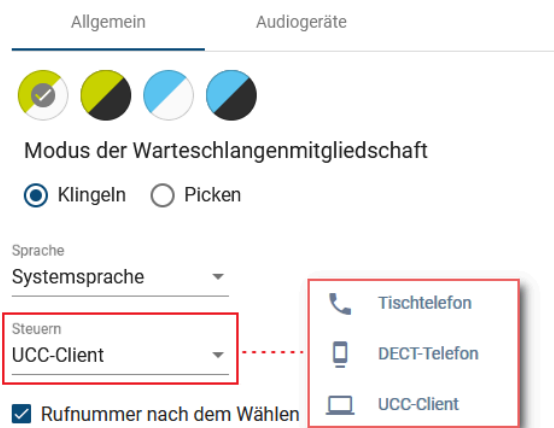 Allgemein Audiogeräte
Modus der Warteschlangenmitgliedschaft
Klingeln Picken
Sprache
Systemsprache
Steuern
UCC-Client
Tischtelefon
DECT-Telefon
UCC-Client
Rufnummer nach dem Wählen